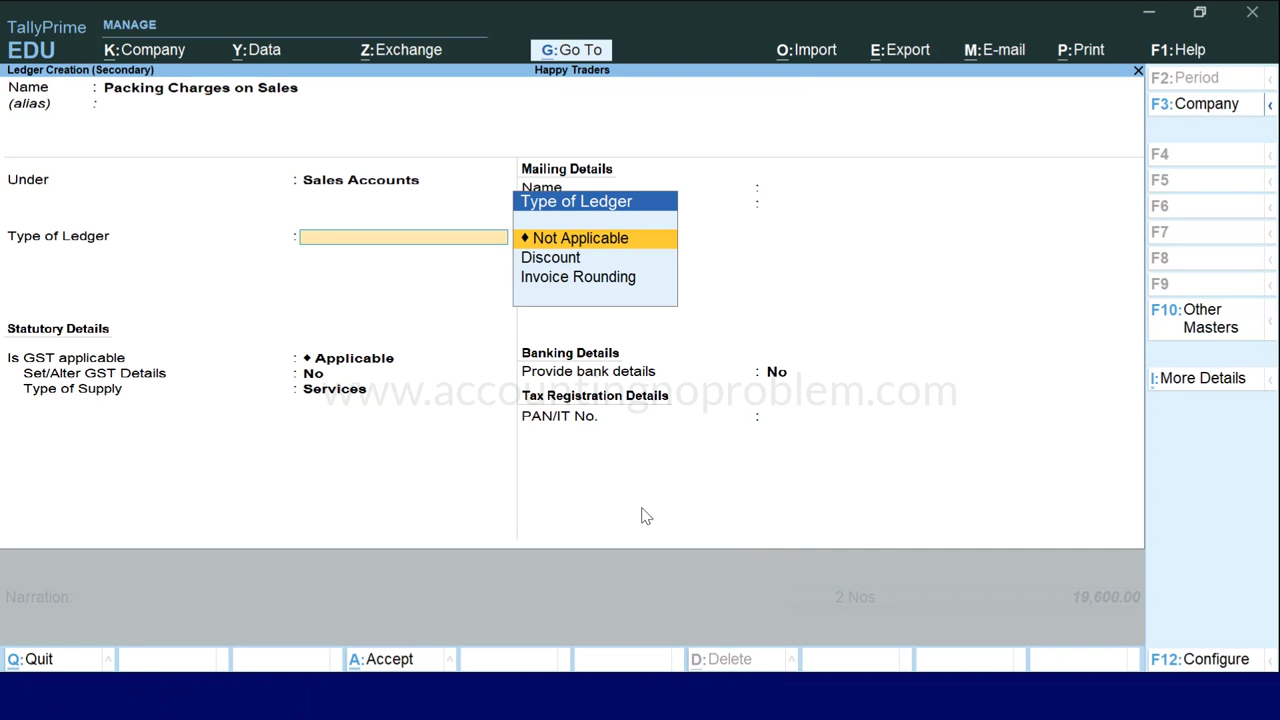 TallyPrime
EDU
MANAGE
K:Company Y:Data Z:Exchange G:Go To O:Import E:Export M:E-mail P:Print F1:Help
Ledger Creation (Secondary) Happy Traders
Name : Packing Charges on Sales
(alias) :
Under : Sales Accounts
Type of Ledger :
Statutory Details
Is GST applicable : ♦ Applicable
Set/Alter GST Details : No
Type of Supply : Services
Mailing Details
Name :
:
Type of Ledger
♦ Not Applicable
Discount
Invoice Rounding
Banking Details
Provide bank details : No
www.accountingnoproblem.com
Tax Registration Details
PAN/IT No. :
Narration: 2 Nos 19,600.00
F2:Period
F3:Company
F4
F5
F6
F7
F8
F9
F10:Other
Masters
I:More Details
Q:Quit A:Accept D:Delete F12:Configure